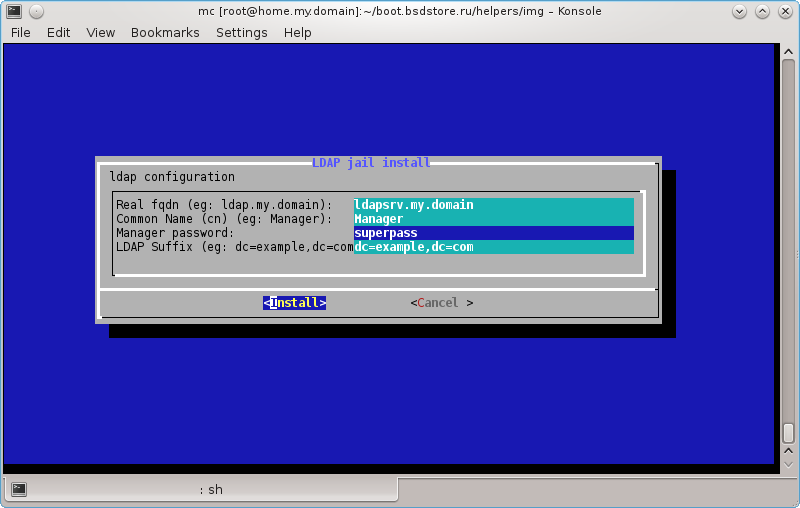 mc [root@home.my.domain]:~/boot.bsdstore.ru/helpers/img – Konsole
File Edit View Bookmarks Settings Help
LDAP jail install
ldap configuration
Real fqdn (eg: ldap.my.domain): ldapsrv.my.domain
Common Name (cn) (eg: Manager): Manager
Manager password: superpass
LDAP Suffix (eg: dc=example,dc=comdc=example,dc=com
<Install> <Cancel >
: sh